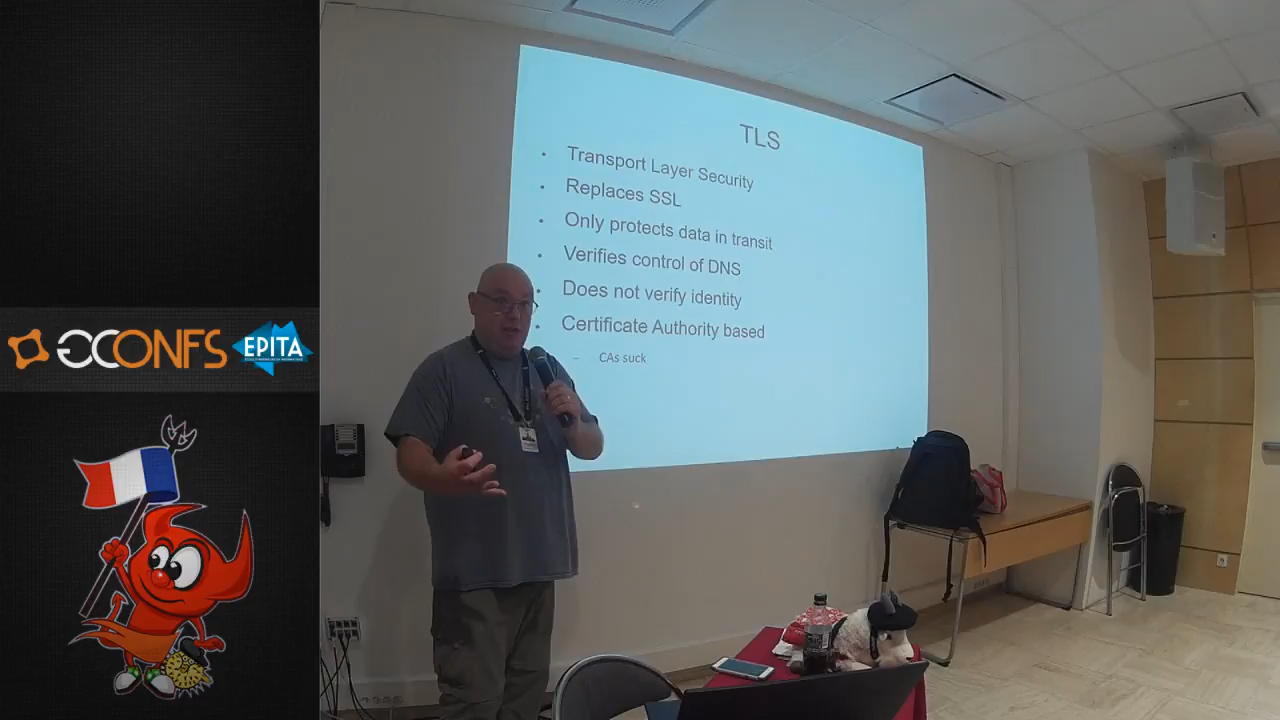 TLS
Transport Layer Security
Replaces SSL
Only protects data in transit
Verifies control of DNS
Does not verify identity
Certificate Authority based
CAs suck
GCONFS
EPITA